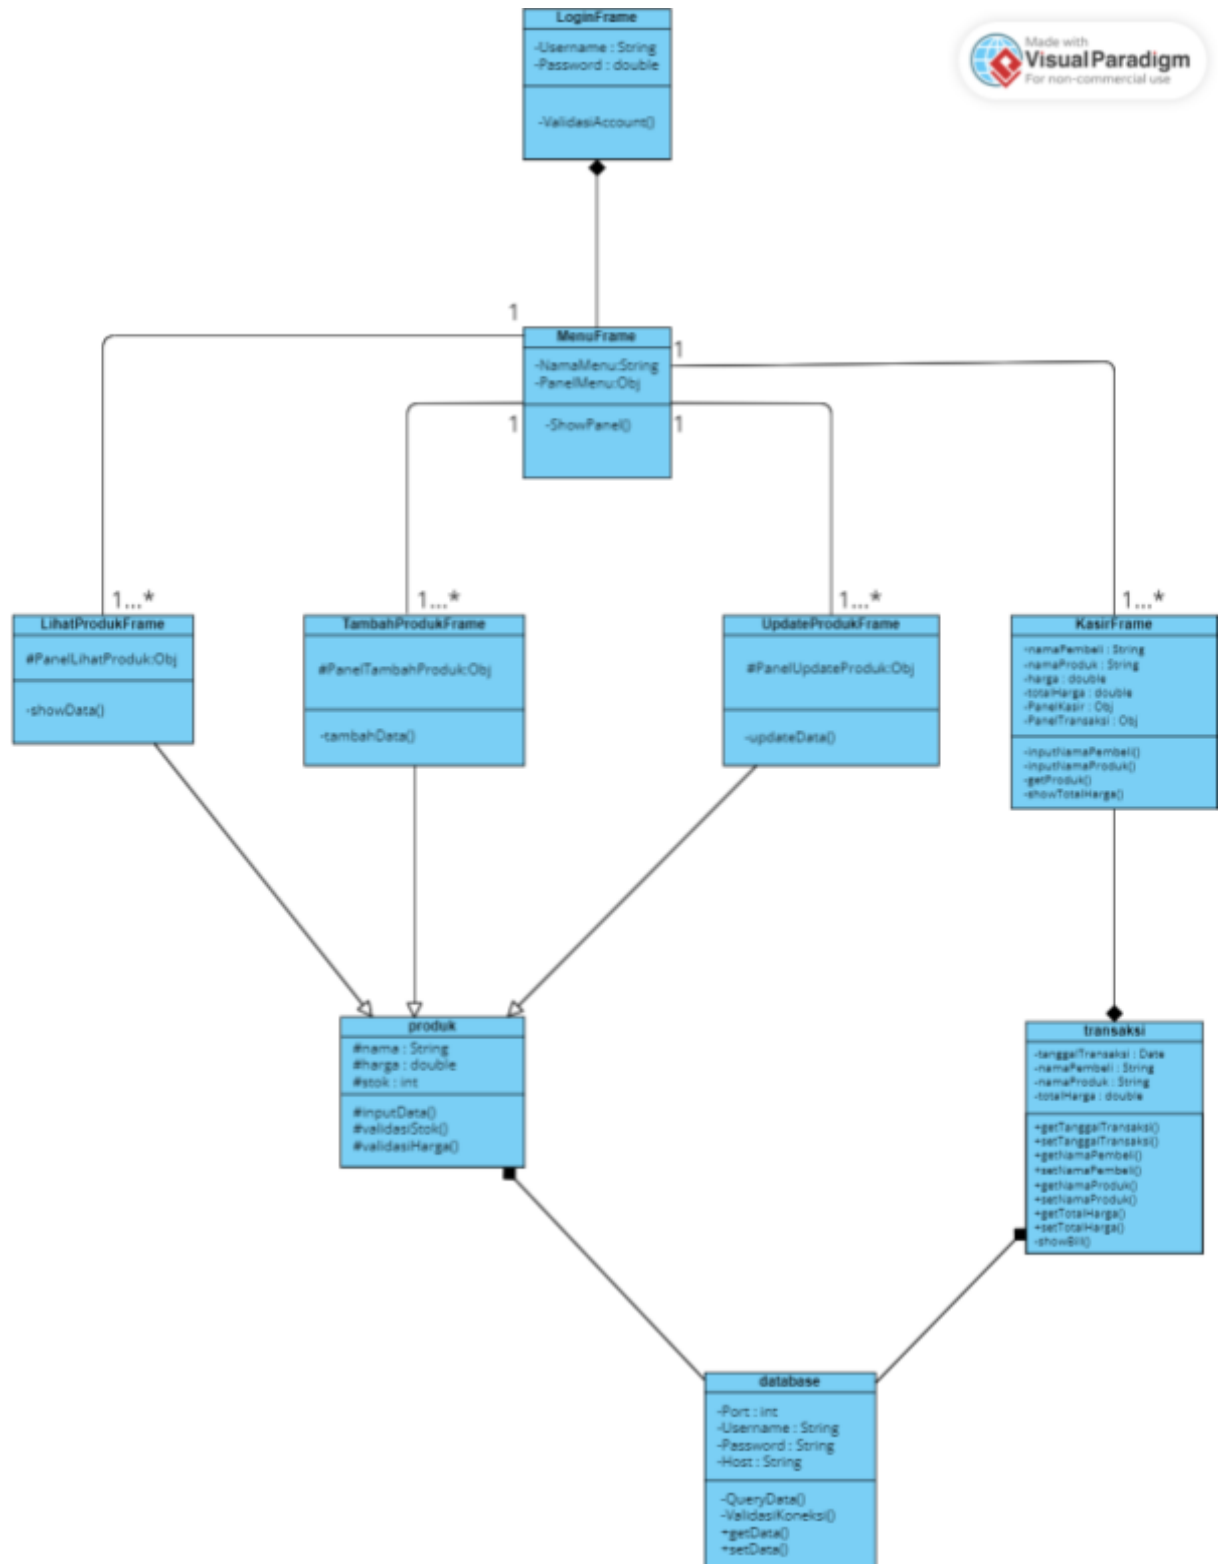 LoginFrame
-Username : String
-Password : double
-ValidasiAccount()
Made with
VisualParadigm
For non-commercial use
1
MenuFrame
-NamaMenu:String
-PanelMenu:Obj
-ShowPanel()
1
1
1
1...*
1...*
1...*
1...*
LihatProdukFrame
#PanelLihatProduk:Obj
-showData()
TambahProdukFrame
#PanelTambahProduk:Obj
-tambahData()
UpdateProdukFrame
#PanelUpdateProduk:Obj
-updateData()
KasirFrame
-namaPembeli : String
-namaProduk : String
-harga : double
-totalHarga : double
-PanelKasir : Obj
-PanelTransaksi : Obj
-inputNamaPembeli()
-inputNamaProduk()
-getProduk()
-showTotalHarga()
produk
#nama : String
#harga : double
#stok : int
#inputData()
#validasiStok()
#validasiHarga()
transaksi
-tanggalTransaksi : Date
-namaPembeli : String
-namaProduk : String
-totalHarga : double
+getTanggalTransaksi()
+setTanggalTransaksi()
+getNamaPembeli()
+setNamaPembeli()
+getNamaProduk()
+setNamaProduk()
+getTotalHarga()
+setTotalHarga()
-showBill()
database
-Port : int
-Username : String
-Password : String
-Host : String
-QueryData()
-ValidasiKoneksi()
+getData()
+setData()